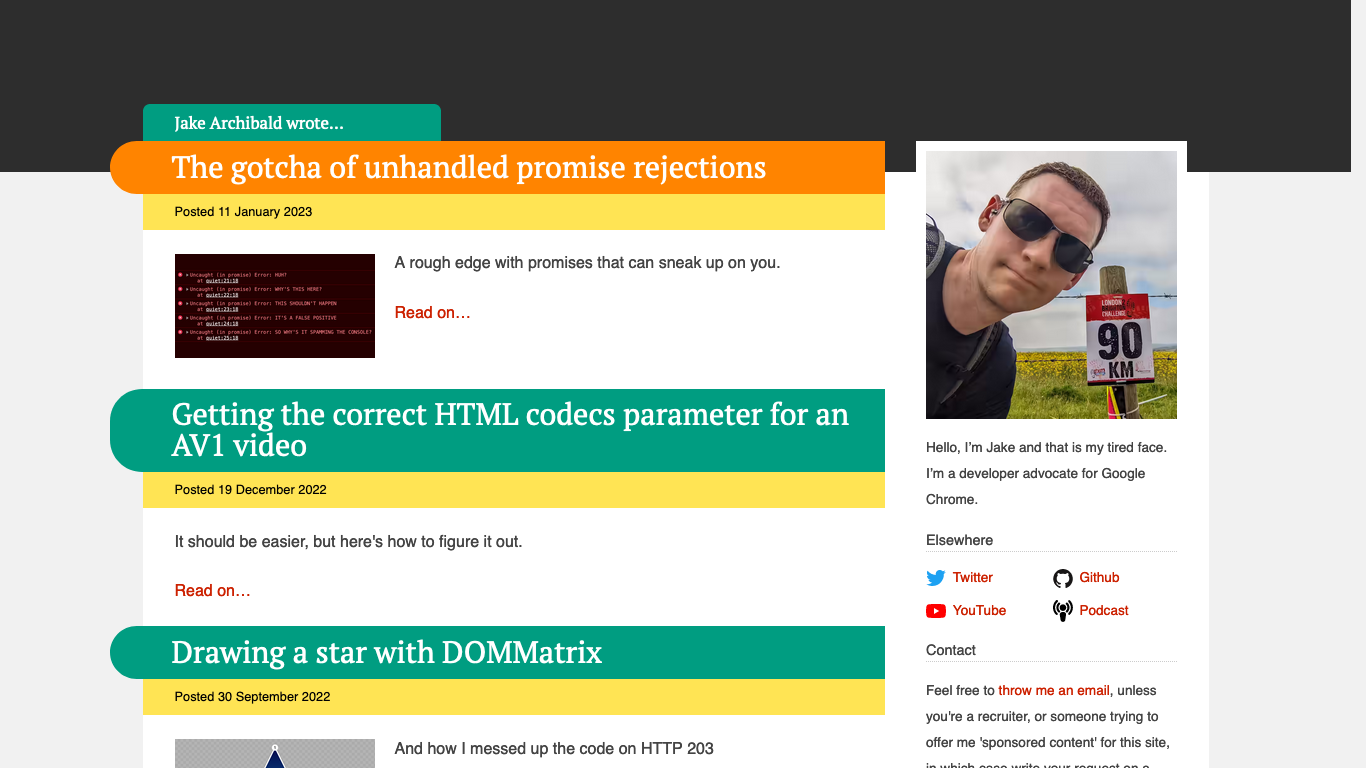 Jake Archibald wrote…
The gotcha of unhandled promise rejections
Posted 11 January 2023
Uncaught (in promise) Error: HUH?
at quiet:21:18
Uncaught (in promise) Error: WHY'S THIS HERE?
at quiet:22:18
Uncaught (in promise) Error: THIS SHOULDN'T HAPPEN
at quiet:23:18
Uncaught (in promise) Error: IT'S A FALSE POSITIVE
at quiet:24:18
Uncaught (in promise) Error: SO WHY'S IT SPAMMING THE CONSOLE?
at quiet:25:18
A rough edge with promises that can sneak up on you.
Read on…
Getting the correct HTML codecs parameter for an
AV1 video
Posted 19 December 2022
It should be easier, but here's how to figure it out.
Read on…
Drawing a star with DOMMatrix
Posted 30 September 2022
And how I messed up the code on HTTP 203
LONDON
CHALLENGE
90
KM
Hello, I’m Jake and that is my tired face.
I’m a developer advocate for Google
Chrome.
Elsewhere
Twitter
Github
YouTube
Podcast
Contact
Feel free to throw me an email, unless
you're a recruiter, or someone trying to
offer me 'sponsored content' for this site,
in which case write your request on a